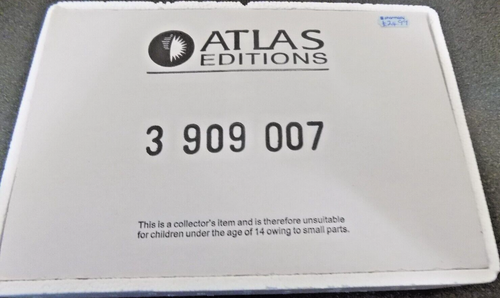 ATLAS
EDITIONS
3 909 007
This is a collector's item and is therefore unsuitable
for children under the age of 14 owing to small parts.